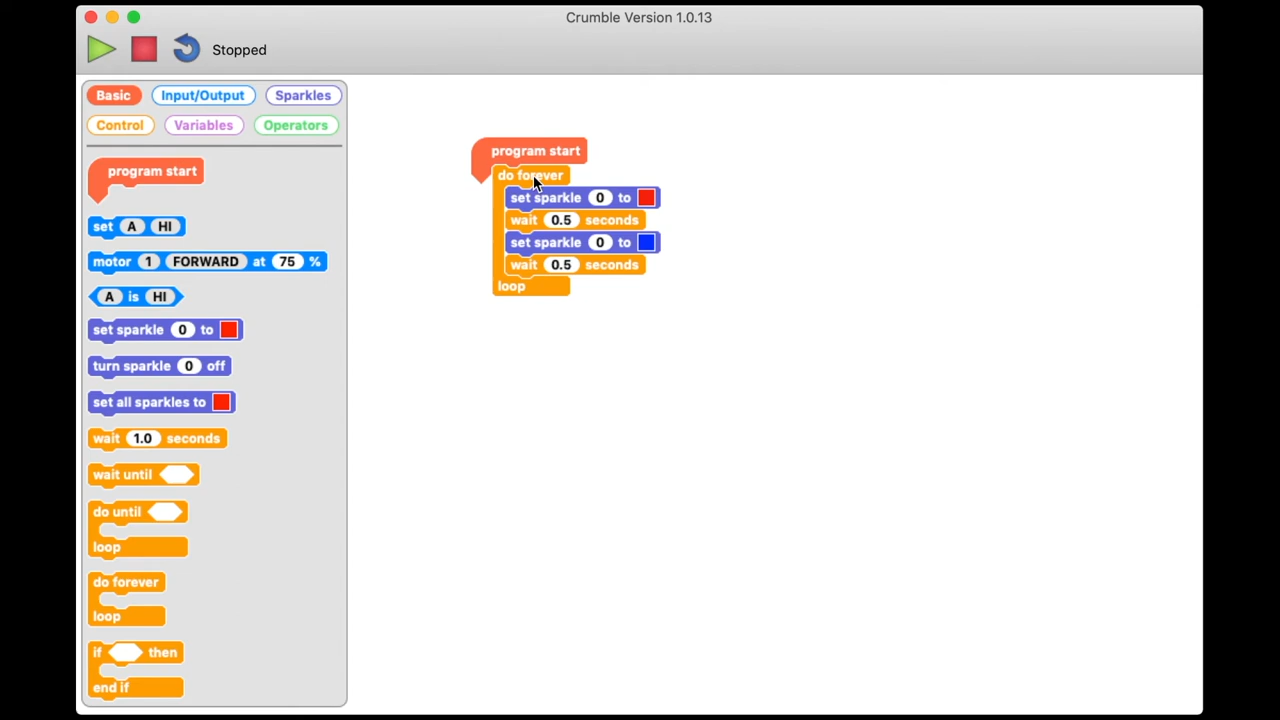 Crumble Version 1.0.13
Stopped
Basic Input/Output Sparkles
Control Variables Operators
program start
set A HI
motor 1 FORWARD at 75 %
A is HI
set sparkle 0 to
turn sparkle 0 off
set all sparkles to
wait 1.0 seconds
wait until
do until
loop
do forever
loop
if then
end if
program start
do forever
set sparkle 0 to
wait 0.5 seconds
set sparkle 0 to
wait 0.5 seconds
loop